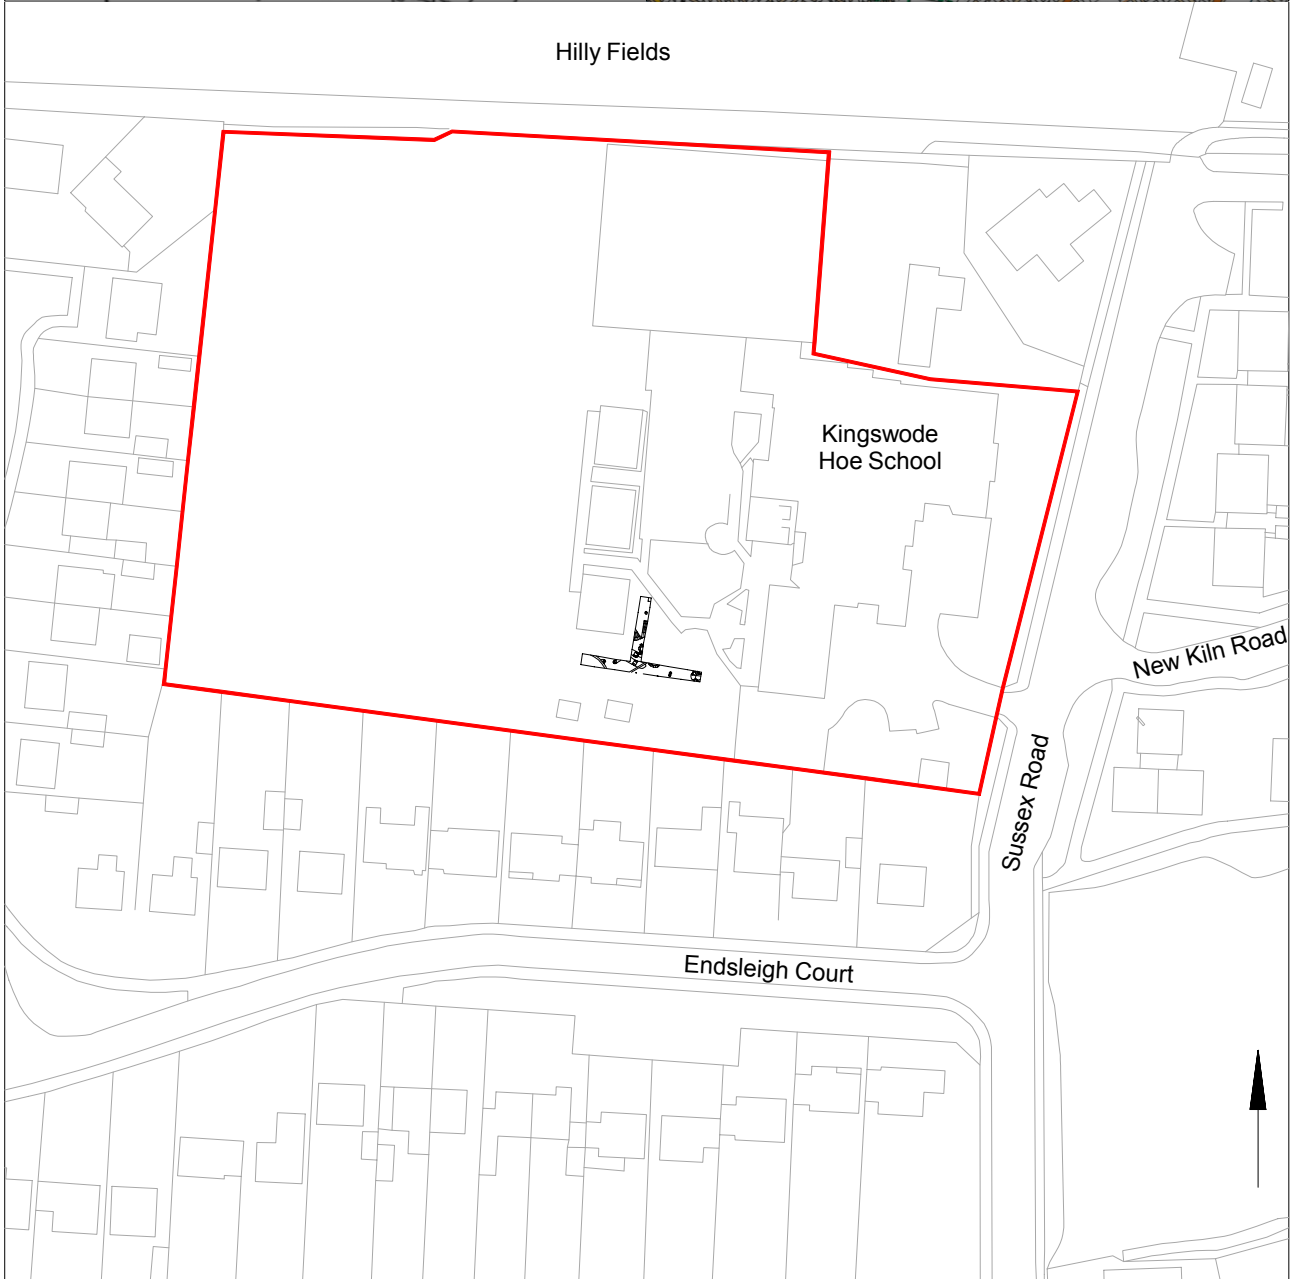 Hilly Fields
Kingswode
Hoe School
New Kiln Road
Sussex Road
Endsleigh Court